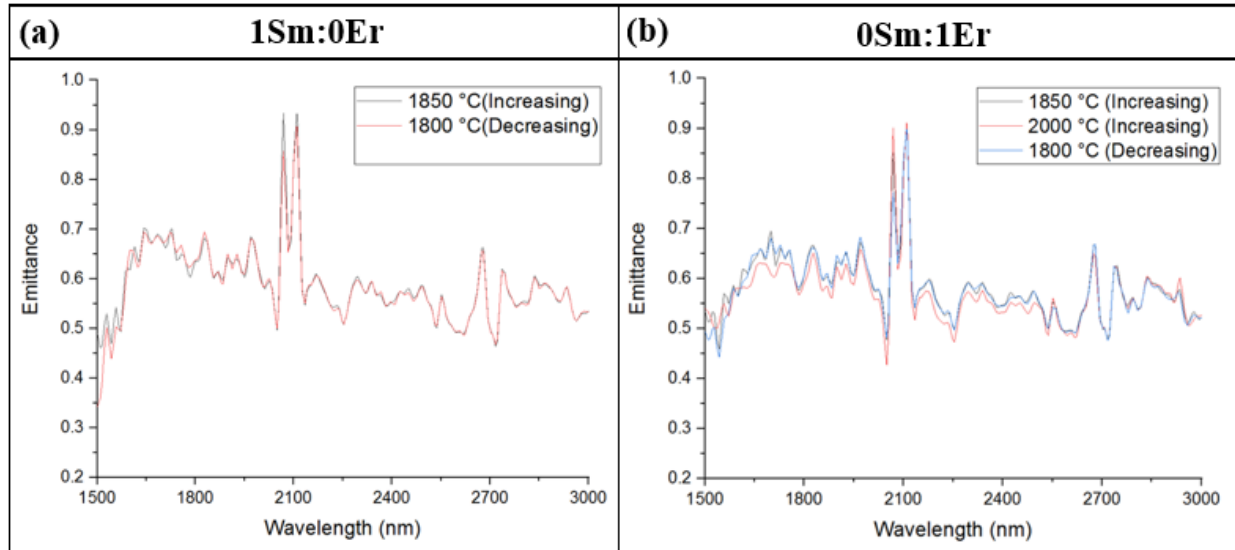 (a) 1Sm:0Er
Emittance
1.0
0.9
0.8
0.7
0.6
0.5
0.4
0.3
0.2
1850 °C(Increasing)
1800 °C(Decreasing)
1500 1800 2100 2400 2700 3000
Wavelength (nm)
(b) 0Sm:1Er
Emittance
1.0
0.9
0.8
0.7
0.6
0.5
0.4
0.3
0.2
1850 °C (Increasing)
2000 °C (Increasing)
1800 °C (Decreasing)
1500 1800 2100 2400 2700 3000
Wavelength (nm)